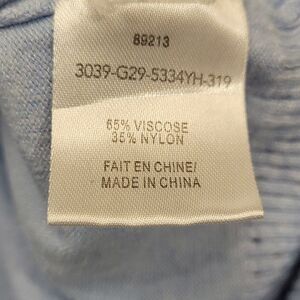 89213
3039-G29-5334YH-319
65% VISCOSE
35% NYLON
FAIT EN CHINE/
MADE IN CHINA